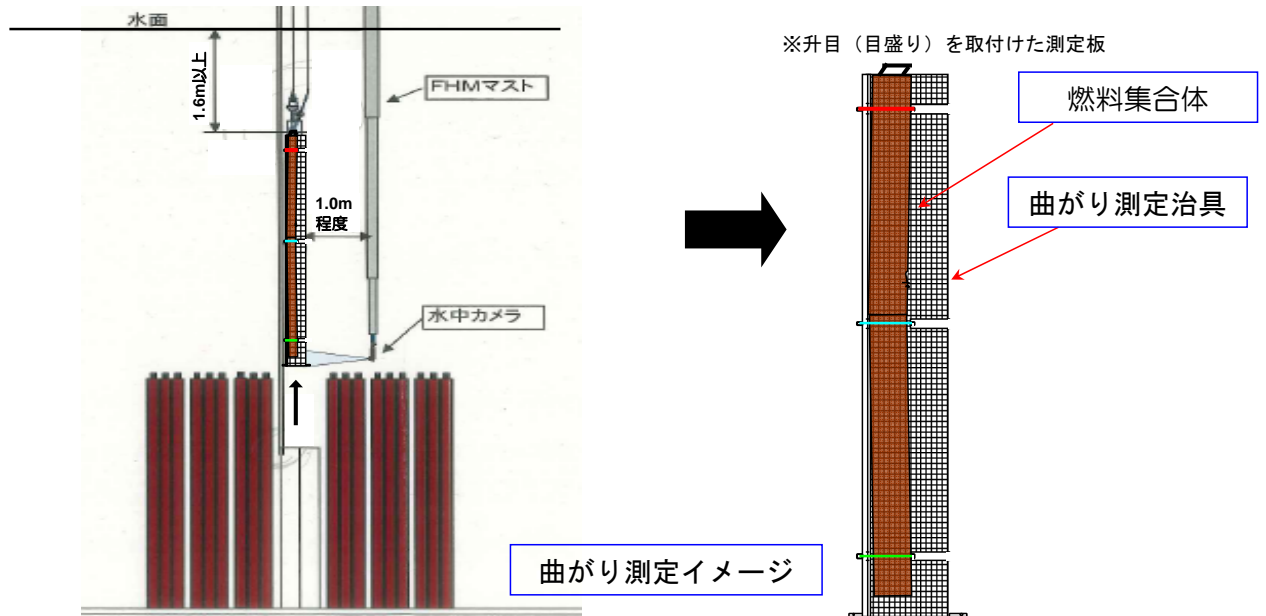 水面
1.6m以上
FHMマスト
1.0m
程度
水中カメラ
曲がり測定イメージ
※升目（目盛り）を取付けた測定板
燃料集合体
曲がり測定治具